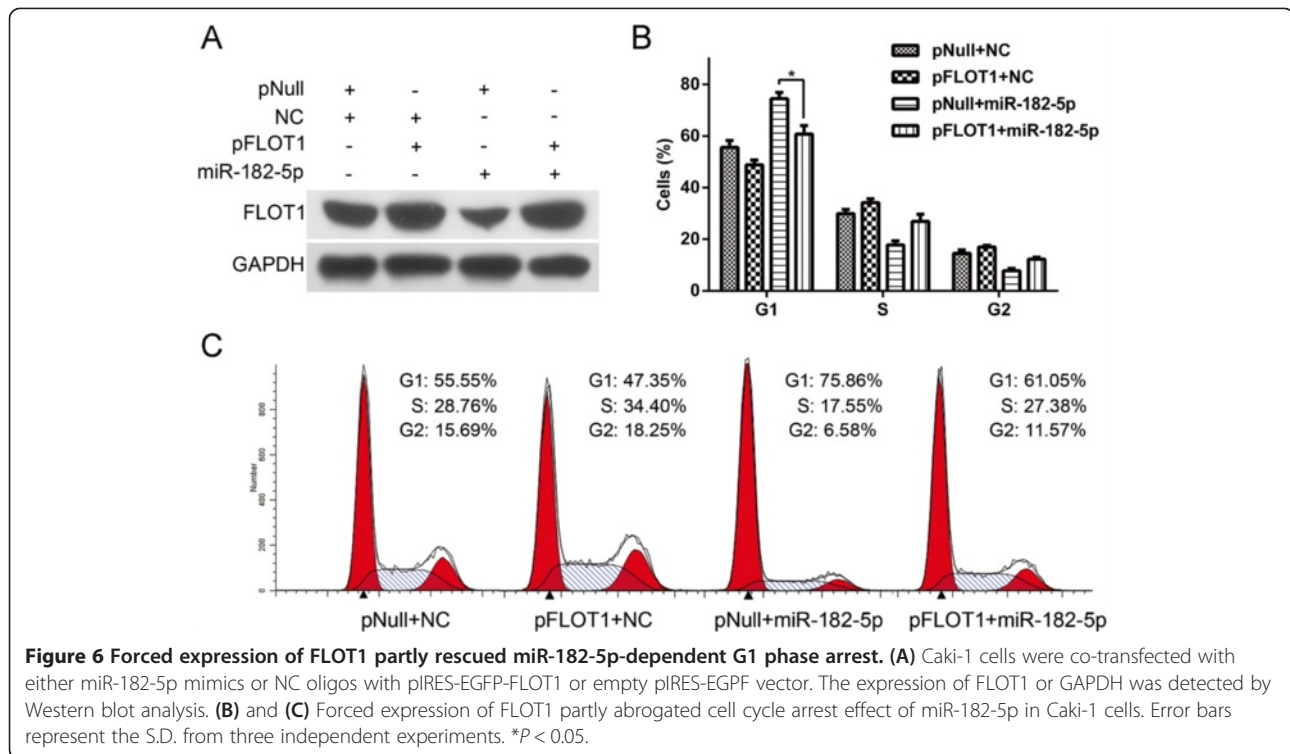 A
pNull + - + -
NC + + - -
pFLOT1 - + - +
miR-182-5p - - + +
FLOT1
GAPDH
B
pNull+NC
pFLOT1+NC
pNull+miR-182-5p
pFLOT1+miR-182-5p
*
Cells (%)
80
60
40
20
0
G1 S G2
C
G1: 55.55%
S: 28.76%
G2: 15.69%
G1: 47.35%
S: 34.40%
G2: 18.25%
G1: 75.86%
S: 17.55%
G2: 6.58%
G1: 61.05%
S: 27.38%
G2: 11.57%
Number
800
600
400
200
0
pNull+NC pFLOT1+NC pNull+miR-182-5p pFLOT1+miR-182-5p
Figure 6 Forced expression of FLOT1 partly rescued miR-182-5p-dependent G1 phase arrest. (A) Caki-1 cells were co-transfected with
either miR-182-5p mimics or NC oligos with pIRES-EGFP-FLOT1 or empty pIRES-EGPF vector. The expression of FLOT1 or GAPDH was detected by
Western blot analysis. (B) and (C) Forced expression of FLOT1 partly abrogated cell cycle arrest effect of miR-182-5p in Caki-1 cells. Error bars
represent the S.D. from three independent experiments. *P < 0.05.